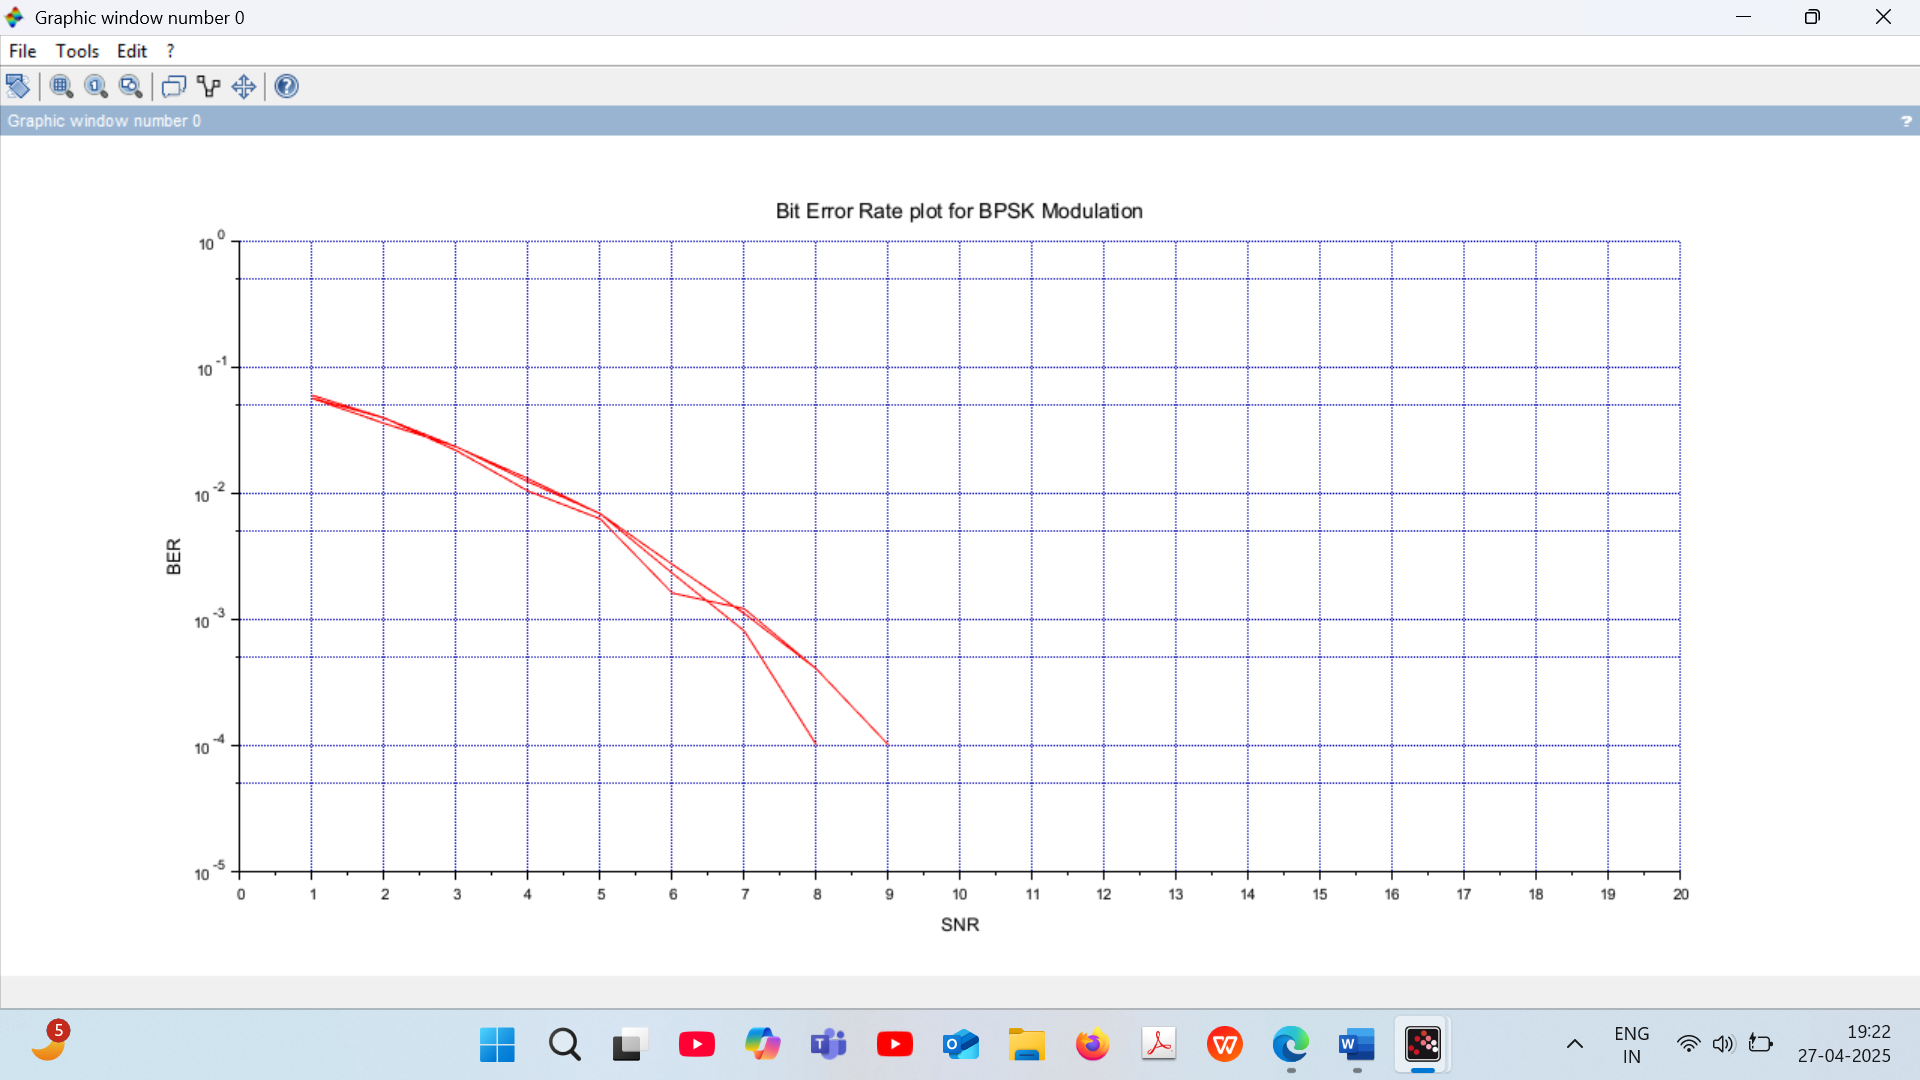 Graphic window number 0
File Tools Edit ?
Graphic window number 0 ?
Bit Error Rate plot for BPSK Modulation
10 0
10 -1
10 -2
BER
10 -3
10 -4
10 -5
0 1 2 3 4 5 6 7 8 9 10 11 12 13 14 15 16 17 18 19 20
SNR
5
ENG
IN
19:22
27-04-2025